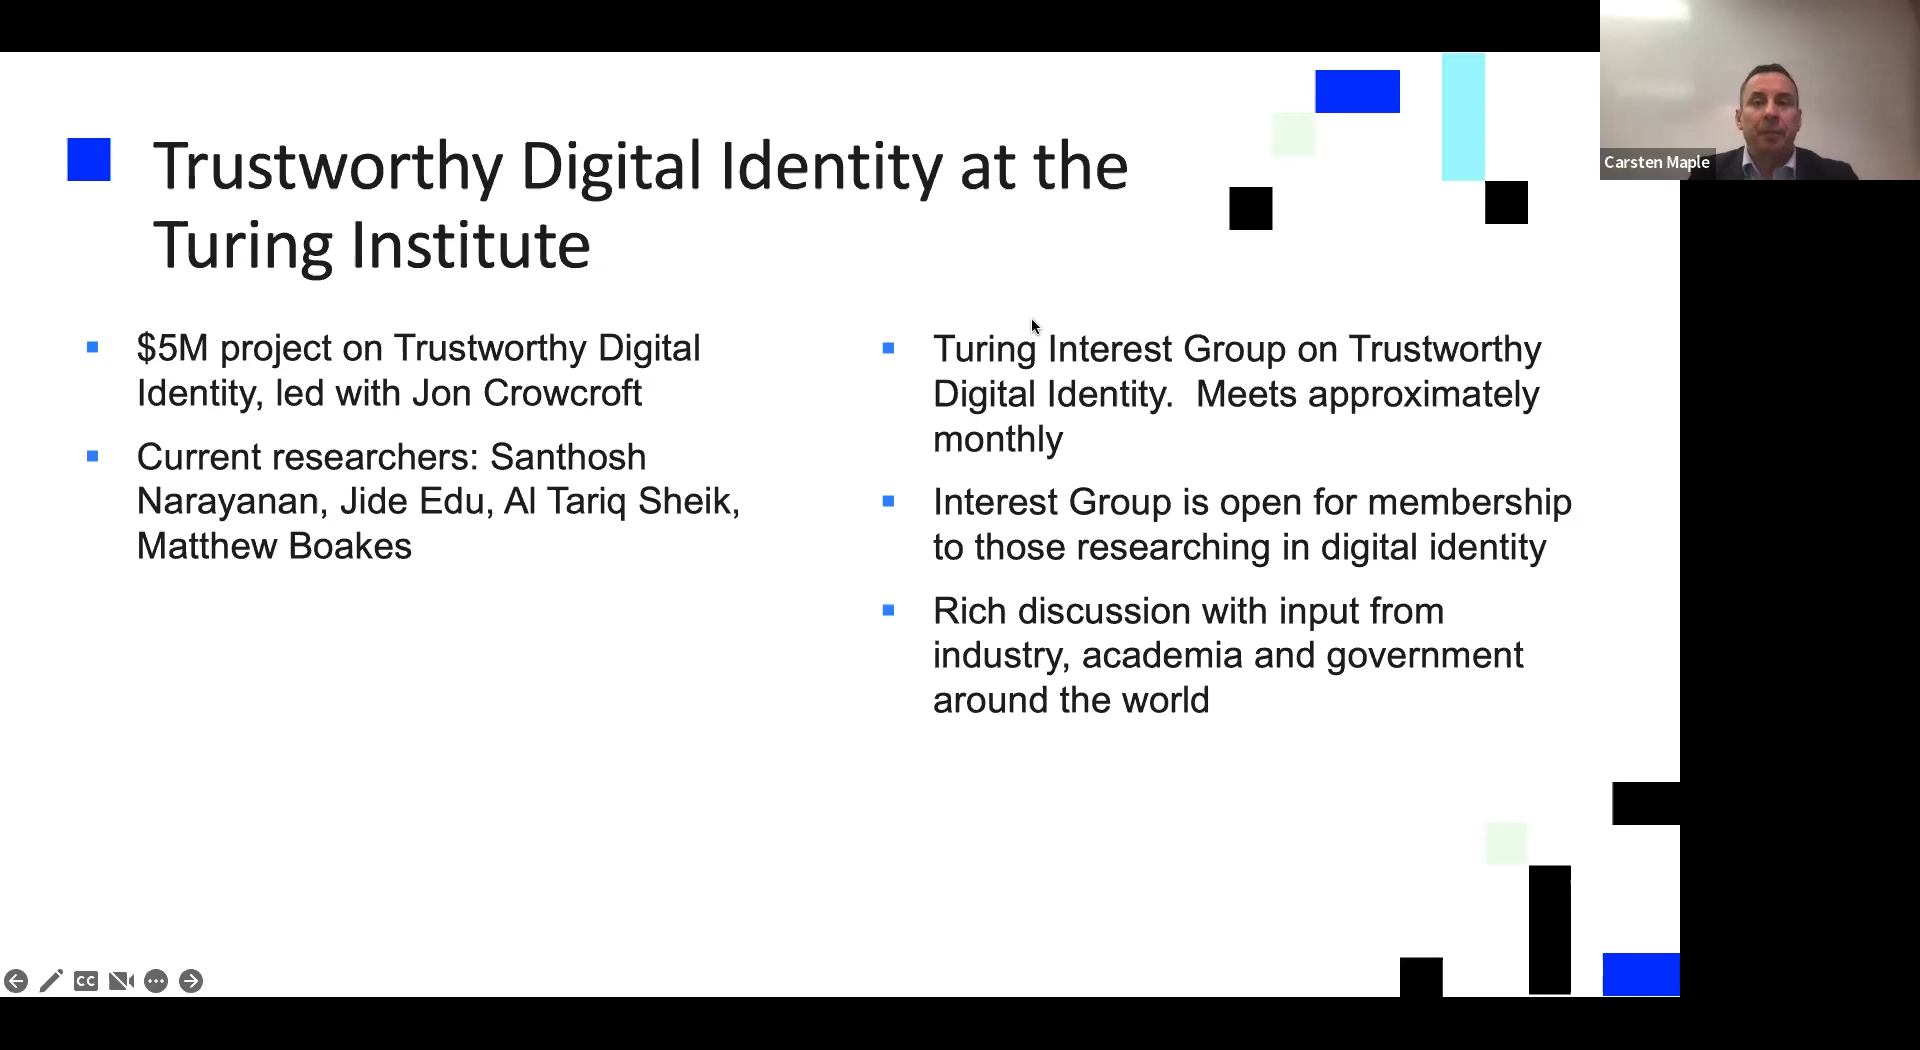 Trustworthy Digital Identity at the
Turing Institute
$5M project on Trustworthy Digital
Identity, led with Jon Crowcroft
Current researchers: Santhosh
Narayanan, Jide Edu, Al Tariq Sheik,
Matthew Boakes
Turing Interest Group on Trustworthy
Digital Identity.  Meets approximately
monthly
Interest Group is open for membership
to those researching in digital identity
Rich discussion with input from
industry, academia and government
around the world
Carsten Maple
CC